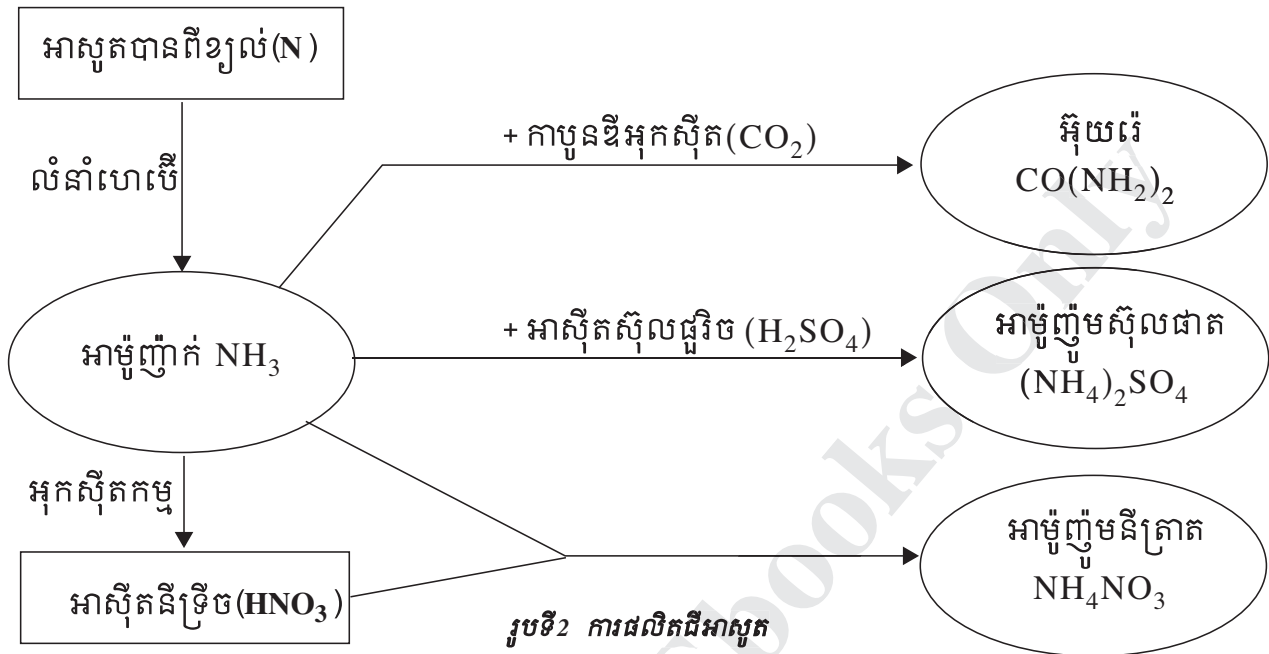 អាសូតបានពីខ្យល់(N)
លំនាំហេប៊ើ
+ កាបូនឌីអុកស៊ីត(CO₂)
អ៊ុយរ៉េ
CO(NH₂)₂
អាម៉ូញ៉ាក់ NH₃
+ អាស៊ីតស៊ុលផួរិច (H₂SO₄)
អាម៉ូញ៉ូមស៊ុលផាត
(NH₄)₂SO₄
អុកស៊ីតកម្ម
អាស៊ីតនីទ្រីច(HNO₃)
អាម៉ូញ៉ូមនីត្រាត
NH₄NO₃
រូបទី2 ការផលិតជីអាសូត
books Only